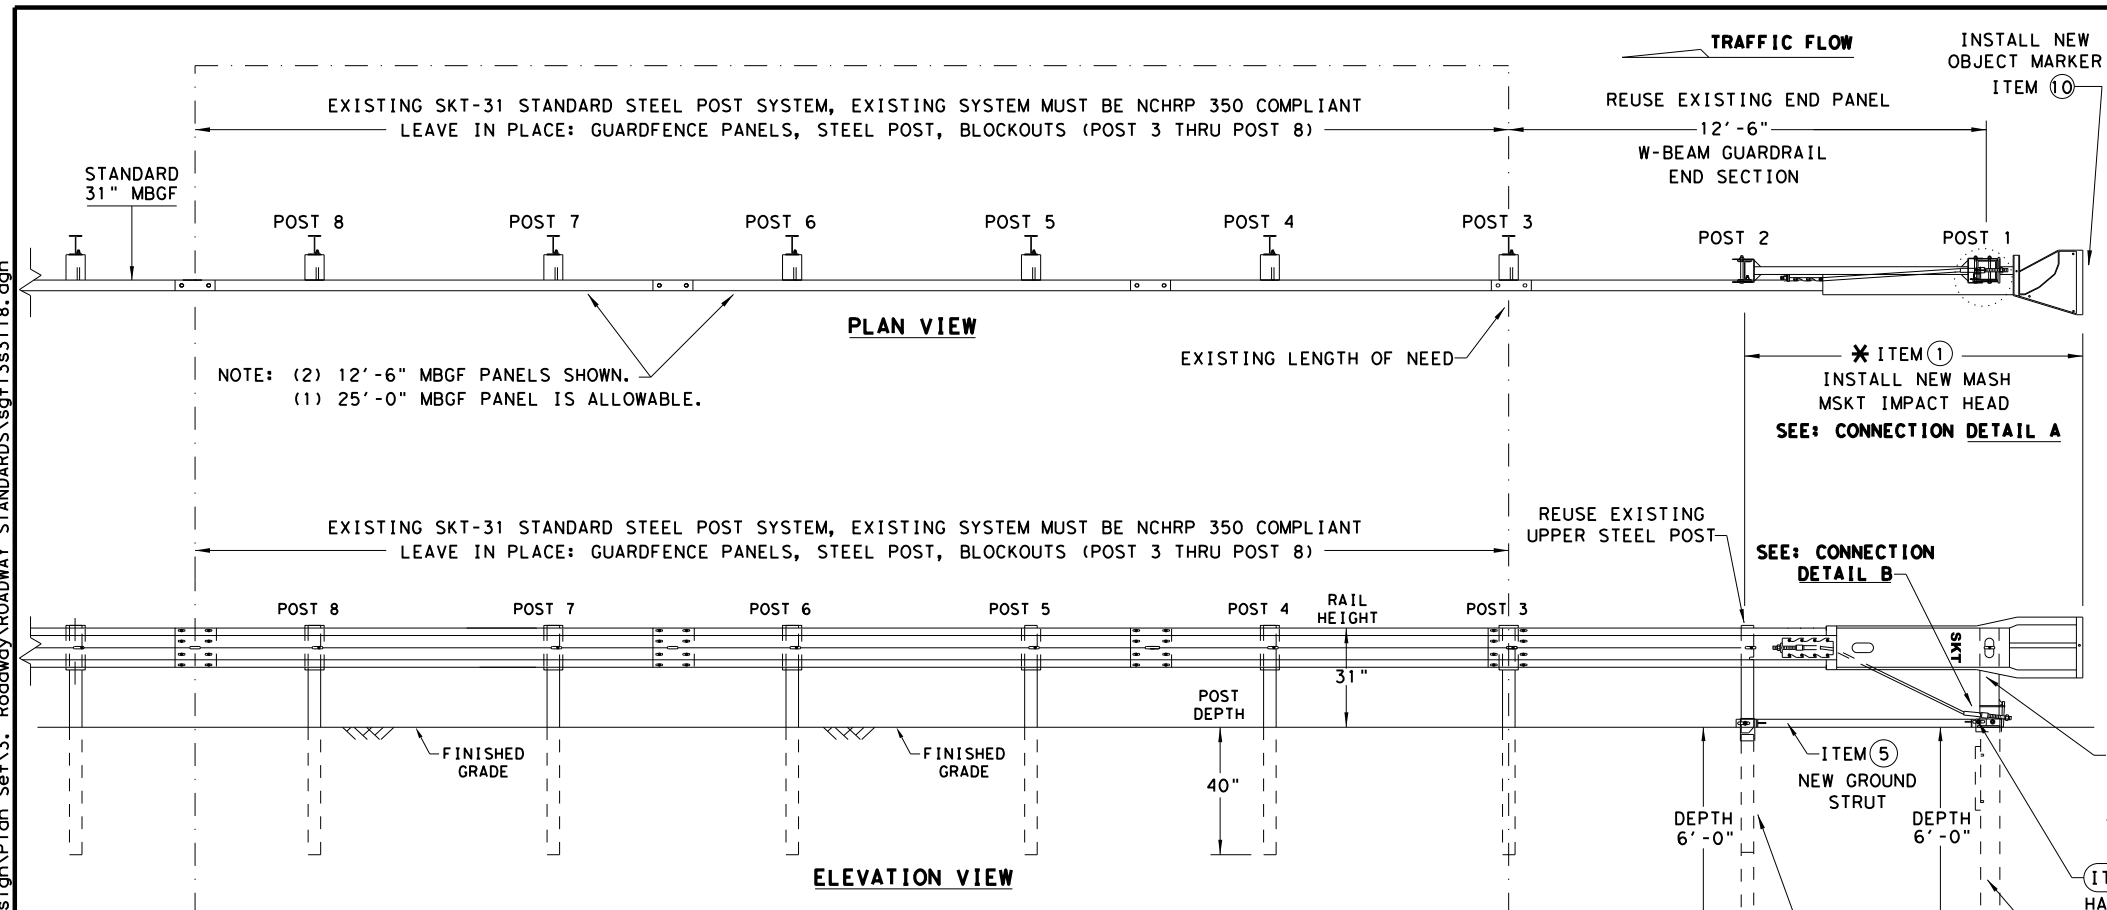 TRAFFIC FLOW
INSTALL NEW
OBJECT MARKER
ITEM 10
EXISTING SKT-31 STANDARD STEEL POST SYSTEM, EXISTING SYSTEM MUST BE NCHRP 350 COMPLIANT
LEAVE IN PLACE: GUARDFENCE PANELS, STEEL POST, BLOCKOUTS (POST 3 THRU POST 8)
REUSE EXISTING END PANEL
12'-6"
W-BEAM GUARDRAIL
END SECTION
STANDARD
31" MBGF
POST 8
POST 7
POST 6
POST 5
POST 4
POST 3
POST 2
POST 1
PLAN VIEW
NOTE: (2) 12'-6" MBGF PANELS SHOWN.
(1) 25'-0" MBGF PANEL IS ALLOWABLE.
EXISTING LENGTH OF NEED
* ITEM 1
INSTALL NEW MASH
MSKT IMPACT HEAD
SEE: CONNECTION DETAIL A
EXISTING SKT-31 STANDARD STEEL POST SYSTEM, EXISTING SYSTEM MUST BE NCHRP 350 COMPLIANT
LEAVE IN PLACE: GUARDFENCE PANELS, STEEL POST, BLOCKOUTS (POST 3 THRU POST 8)
REUSE EXISTING
UPPER STEEL POST
SEE: CONNECTION
DETAIL B
POST 8
POST 7
POST 6
POST 5
POST 4
RAIL
HEIGHT
POST 3
SKT
31"
POST
DEPTH
40"
FINISHED
GRADE
FINISHED
GRADE
ITEM 5
NEW GROUND
STRUT
DEPTH
6'-0"
DEPTH
6'-0"
ELEVATION VIEW
IT
HA